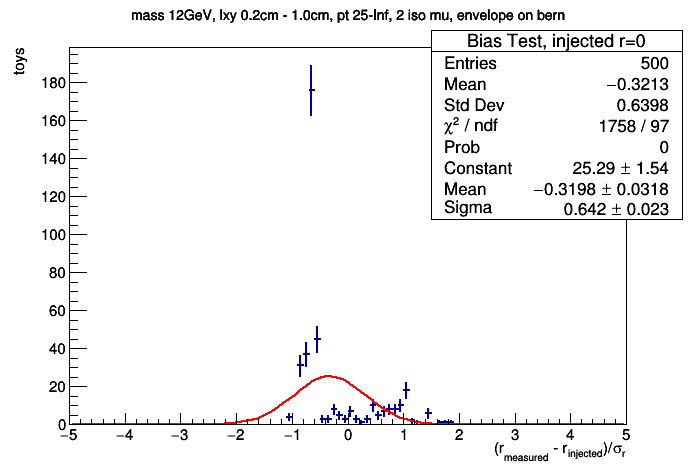 mass 12GeV, lxy 0.2cm - 1.0cm, pt 25-Inf, 2 iso mu, envelope on bern
Bias Test, injected r=0
Entries 500
Mean −0.3213
Std Dev 0.6398
χ² / ndf 1758 / 97
Prob 0
Constant 25.29 ± 1.54
Mean −0.3198 ± 0.0318
Sigma 0.642 ± 0.023
toys
180
160
140
120
100
80
60
40
20
0
−5 −4 −3 −2 −1 0 1 2 3 4 5
(r_measured - r_injected)/σ_r